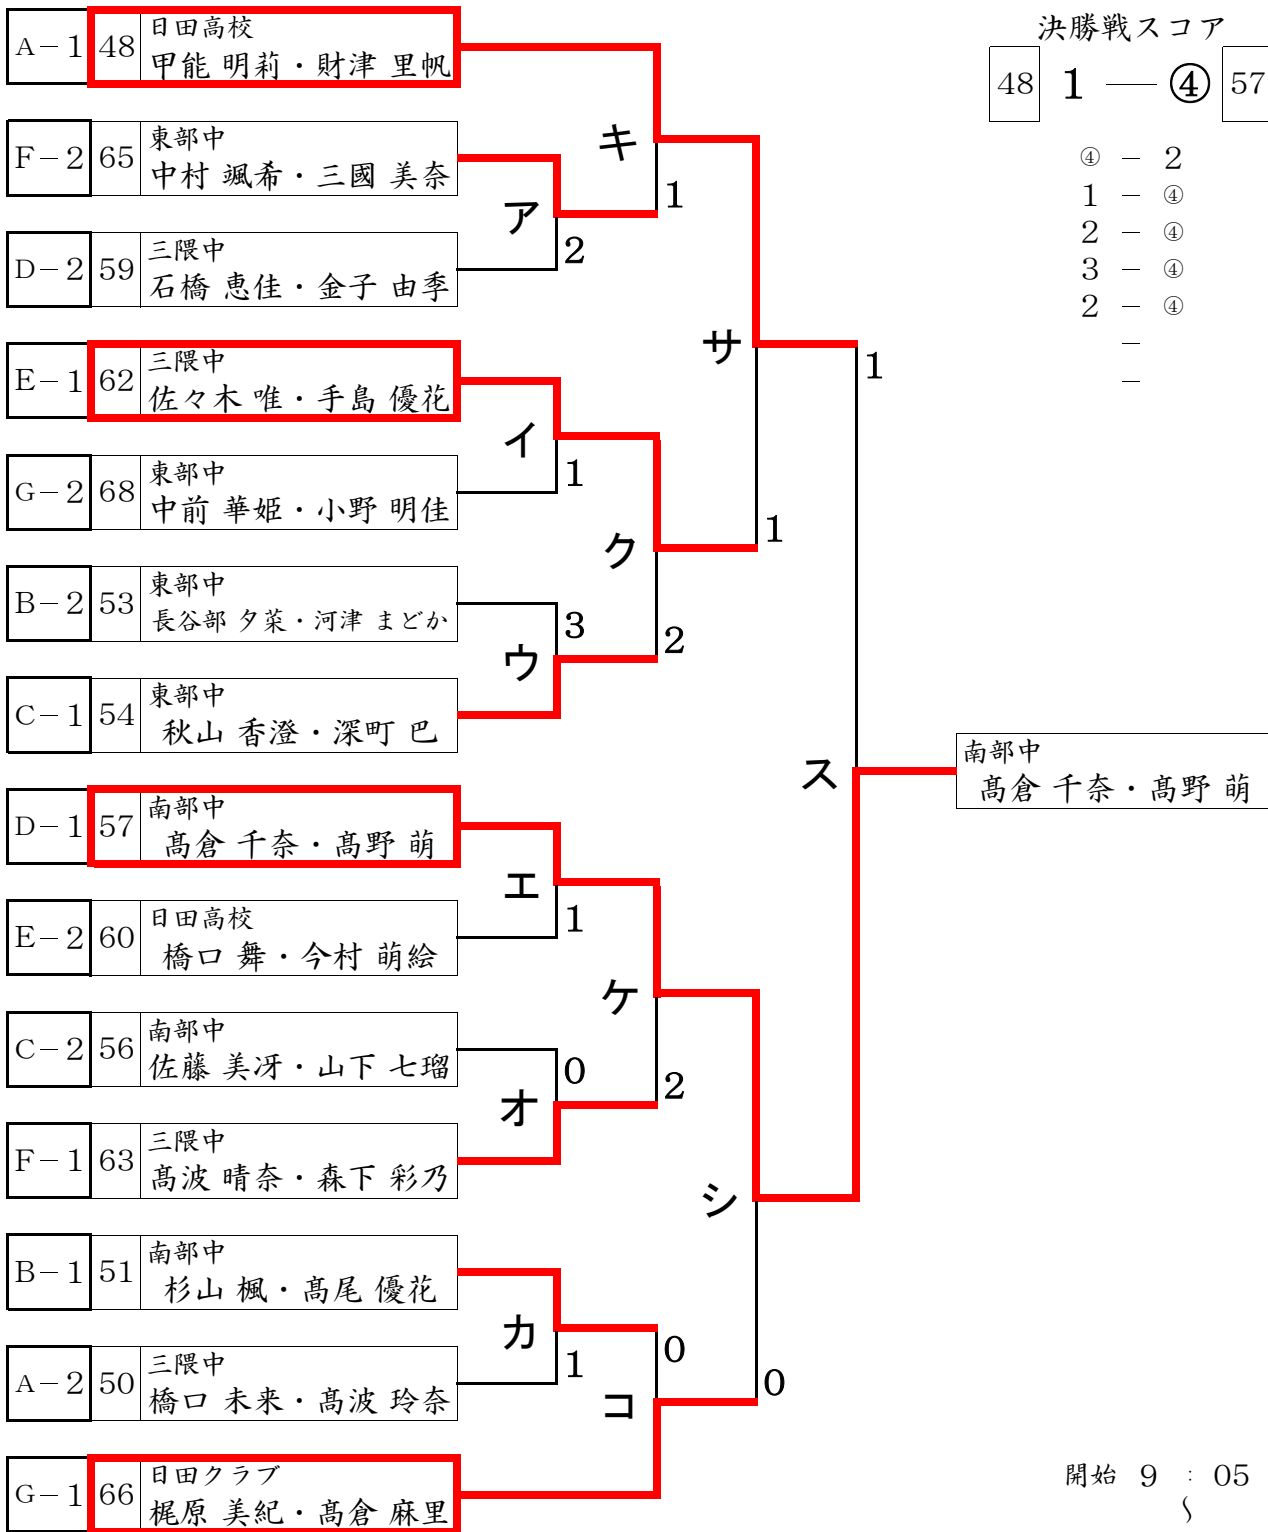 決勝戦スコア
48 1 ― ④ 57
④ － 2
1 － ④
2 － ④
3 － ④
2 － ④
－
－
A－1 48 日田高校
甲能 明莉・財津 里帆
F－2 65 東部中
中村 颯希・三國 美奈
D－2 59 三隈中
石橋 恵佳・金子 由季
E－1 62 三隈中
佐々木 唯・手島 優花
G－2 68 東部中
中前 華姫・小野 明佳
B－2 53 東部中
長谷部 夕菜・河津 まどか
C－1 54 東部中
秋山 香澄・深町 巴
D－1 57 南部中
髙倉 千奈・髙野 萌
E－2 60 日田高校
橋口 舞・今村 萌絵
C－2 56 南部中
佐藤 美冴・山下 七瑠
F－1 63 三隈中
髙波 晴奈・森下 彩乃
B－1 51 南部中
杉山 楓・髙尾 優花
A－2 50 三隈中
橋口 未来・髙波 玲奈
G－1 66 日田クラブ
梶原 美紀・髙倉 麻里
ア
2
イ
1
ウ
3
エ
1
オ
0
カ
1
キ
1
ク
2
ケ
2
コ
0
サ
1
シ
0
ス
1
南部中
髙倉 千奈・髙野 萌
開始 9 : 05
～